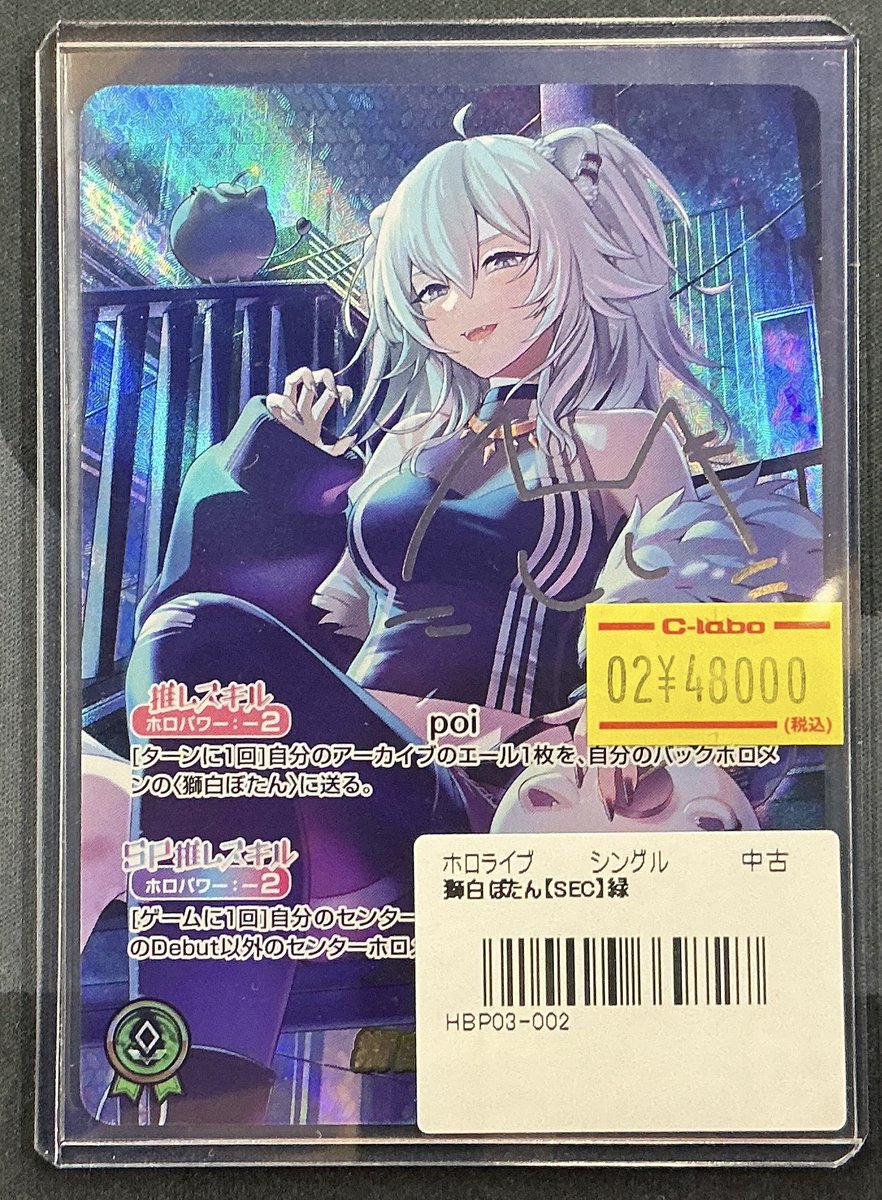 C-labo
02¥48000
(税込)
推しスキル
ホロパワー:-2
poi
[ターンに1回]自分のアーカイブのエール1枚を、自分のバックホロメ
ンの〈獅白ぼたん〉に送る。
SP推しスキル
ホロパワー:-2
[ゲームに1回]自分のセンター
のDebut以外のセンターホロ
ホロライブ シングル 中古
獅白ぼたん【SEC】緑
HBP03-002